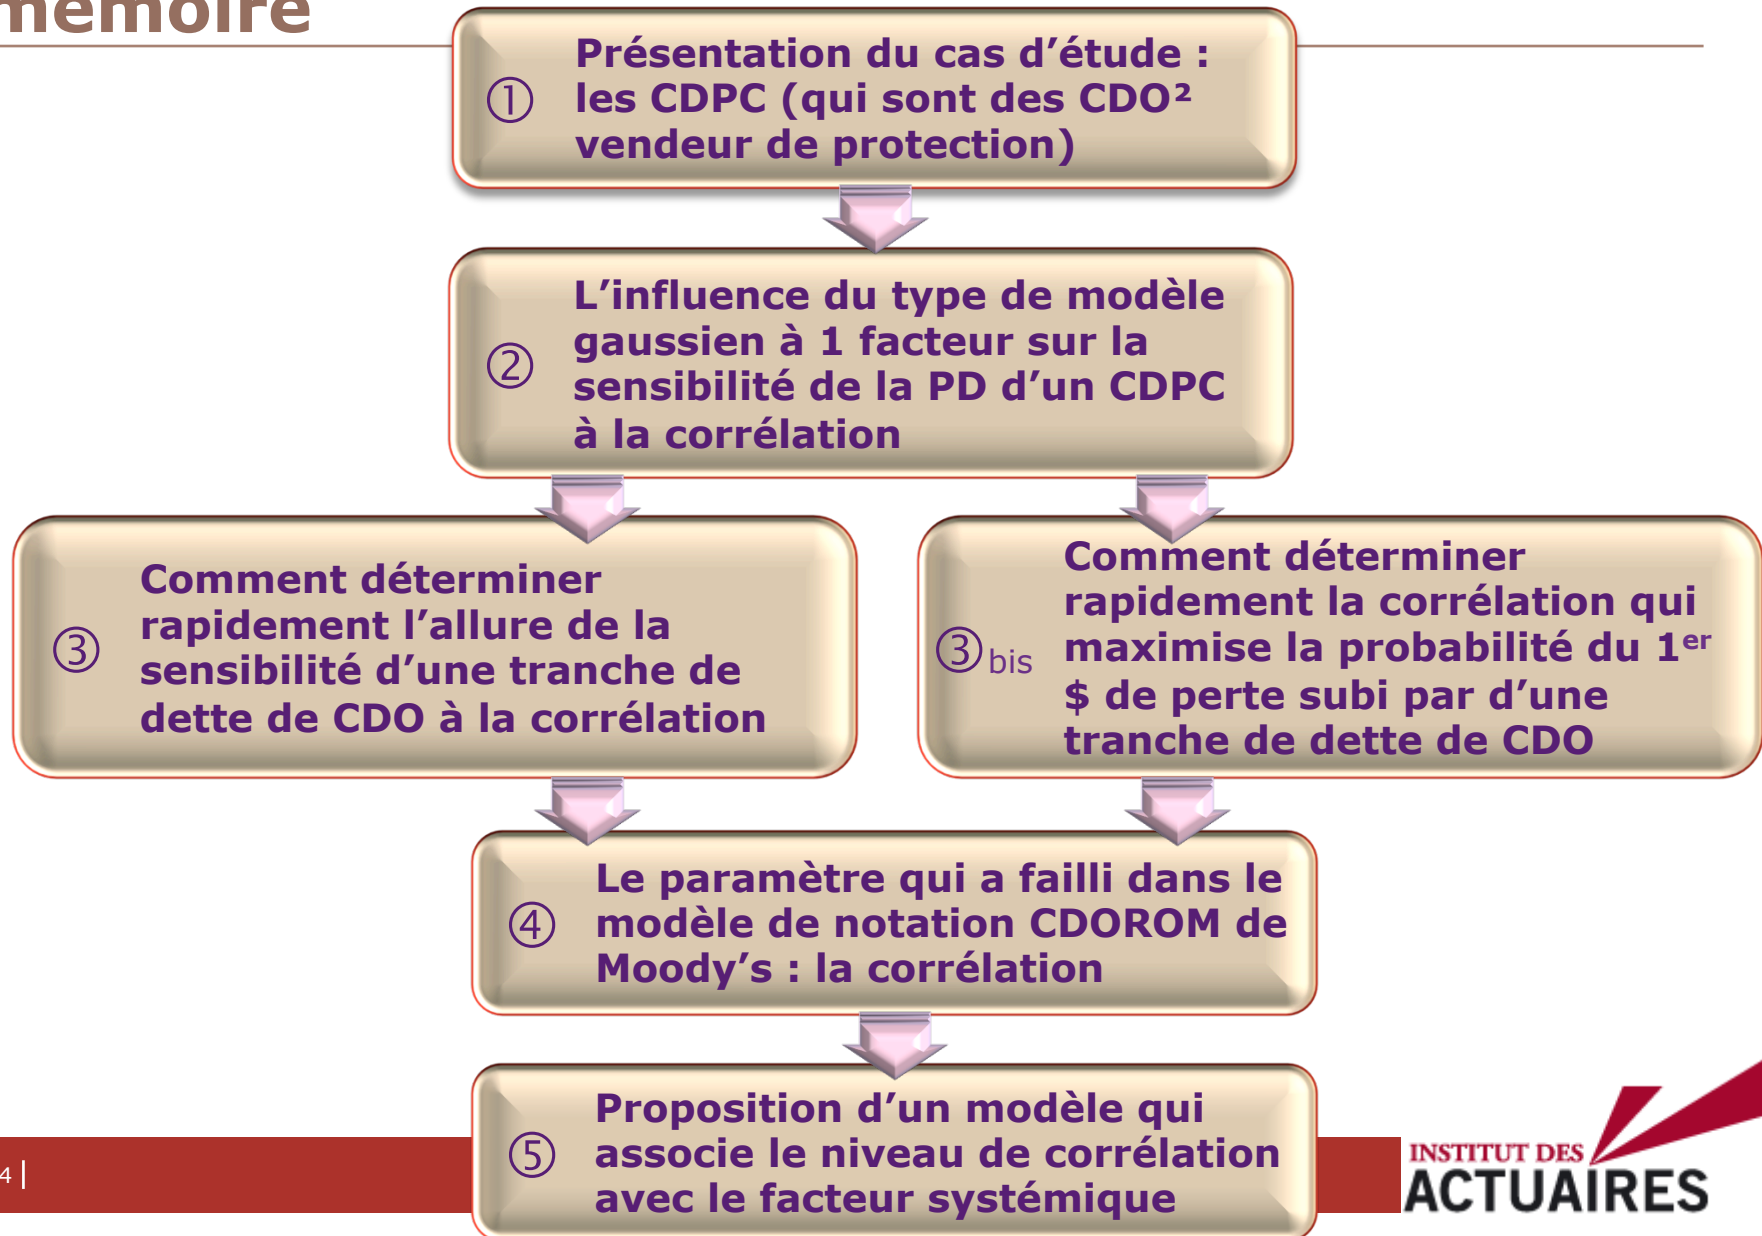 mémoire
① Présentation du cas d’étude :
les CDPC (qui sont des CDO²
vendeur de protection)
② L’influence du type de modèle
gaussien à 1 facteur sur la
sensibilité de la PD d’un CDPC
à la corrélation
③ Comment déterminer
rapidement l’allure de la
sensibilité d’une tranche de
dette de CDO à la corrélation
③bis Comment déterminer
rapidement la corrélation qui
maximise la probabilité du 1er
$ de perte subi par d’une
tranche de dette de CDO
④ Le paramètre qui a failli dans le
modèle de notation CDOROM de
Moody’s : la corrélation
⑤ Proposition d’un modèle qui
associe le niveau de corrélation
avec le facteur systémique
4 |
INSTITUT DES
ACTUAIRES